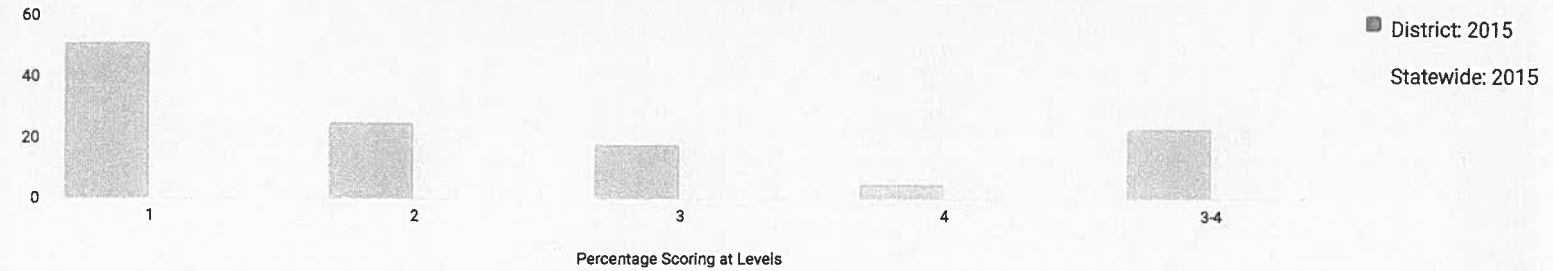 60
40
20
0
1 2 3 4 3-4
Percentage Scoring at Levels
District: 2015
Statewide: 2015